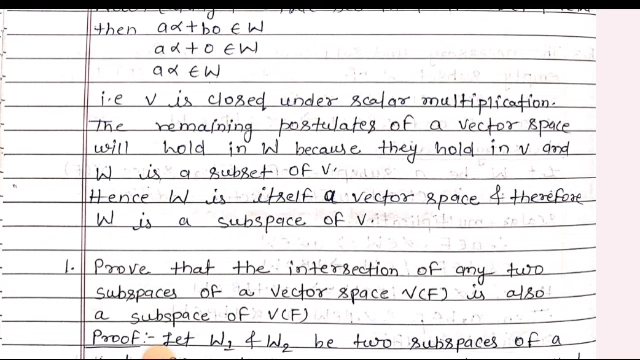 then aα+b0 ∈ W
aα+0 ∈ W
aα ∈ W
i.e V is closed under scalar multiplication.
The remaining postulates of a vector space
will hold in W because they hold in V and
W is a subset of V.
Hence W is itself a vector space & therefore
W is a subspace of V.
1. Prove that the intersection of any two
subspaces of a vector space V(F) is also
a subspace of V(F)
Proof:- Let W1 & W2 be two subspaces of a